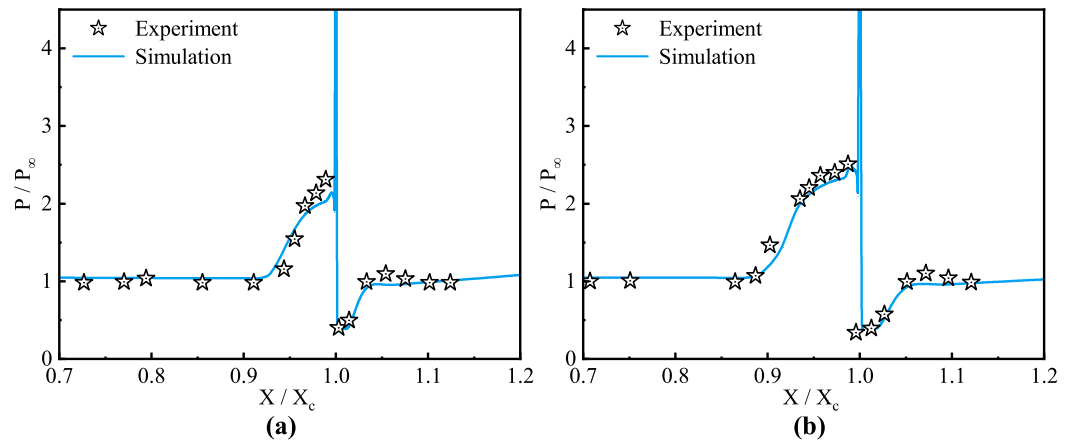 Experiment
Simulation
4
3
2
1
0
P / P∞
0.7 0.8 0.9 1.0 1.1 1.2
X / Xc
(a)
Experiment
Simulation
4
3
2
1
0
P / P∞
0.7 0.8 0.9 1.0 1.1 1.2
X / Xc
(b)